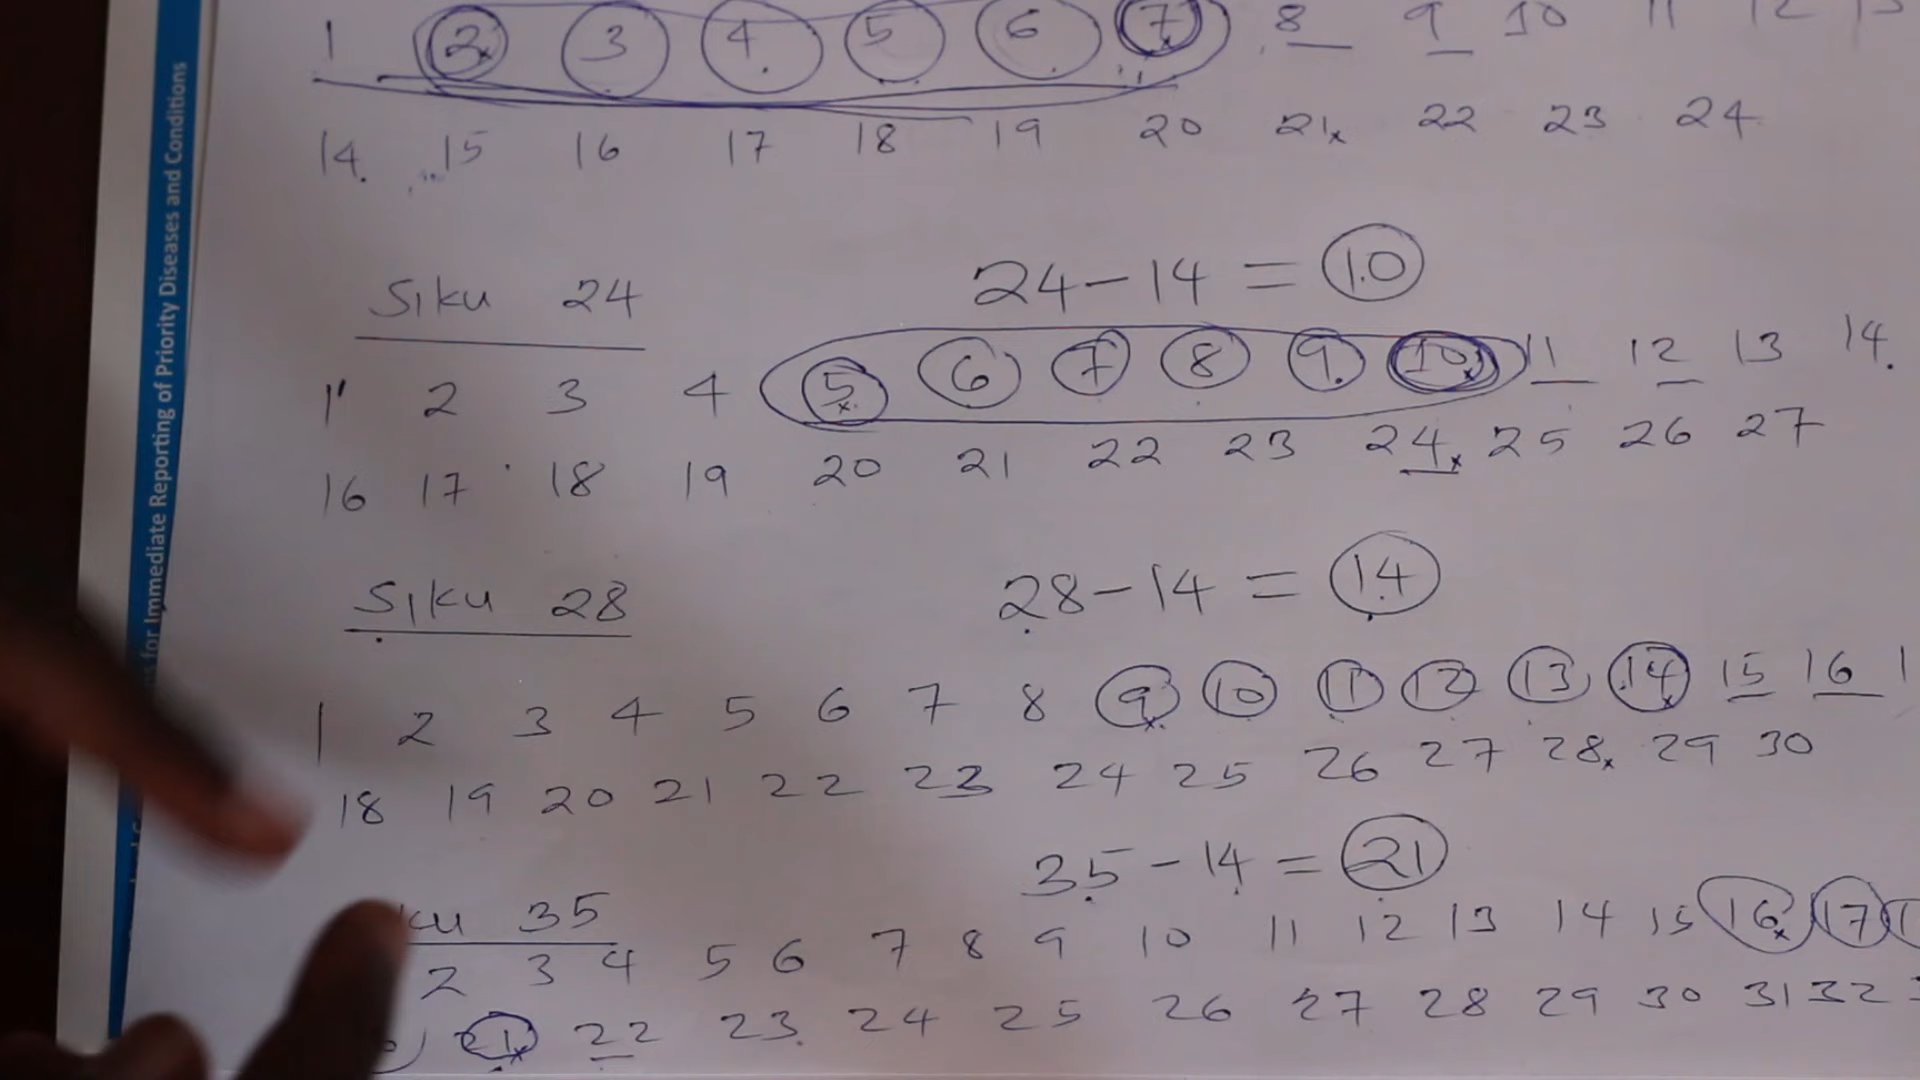 1 2 3 4 5 6 7 8 9 10 11 12 13
14. 15 16 17 18 19 20 21 22 23 24
Siku 24 24-14 = 10
1 2 3 4 5 6 7 8 9 10 11 12 13 14.
16 17 18 19 20 21 22 23 24 25 26 27
Siku 28 28-14 = 14
1 2 3 4 5 6 7 8 9 10 11 12 13 14 15 16
18 19 20 21 22 23 24 25 26 27 28 29 30
35 35-14 = 21
2 3 4 5 6 7 8 9 10 11 12 13 14 15 16 17
21 22 23 24 25 26 27 28 29 30 31 32
for Immediate Reporting of Priority Diseases and Conditions